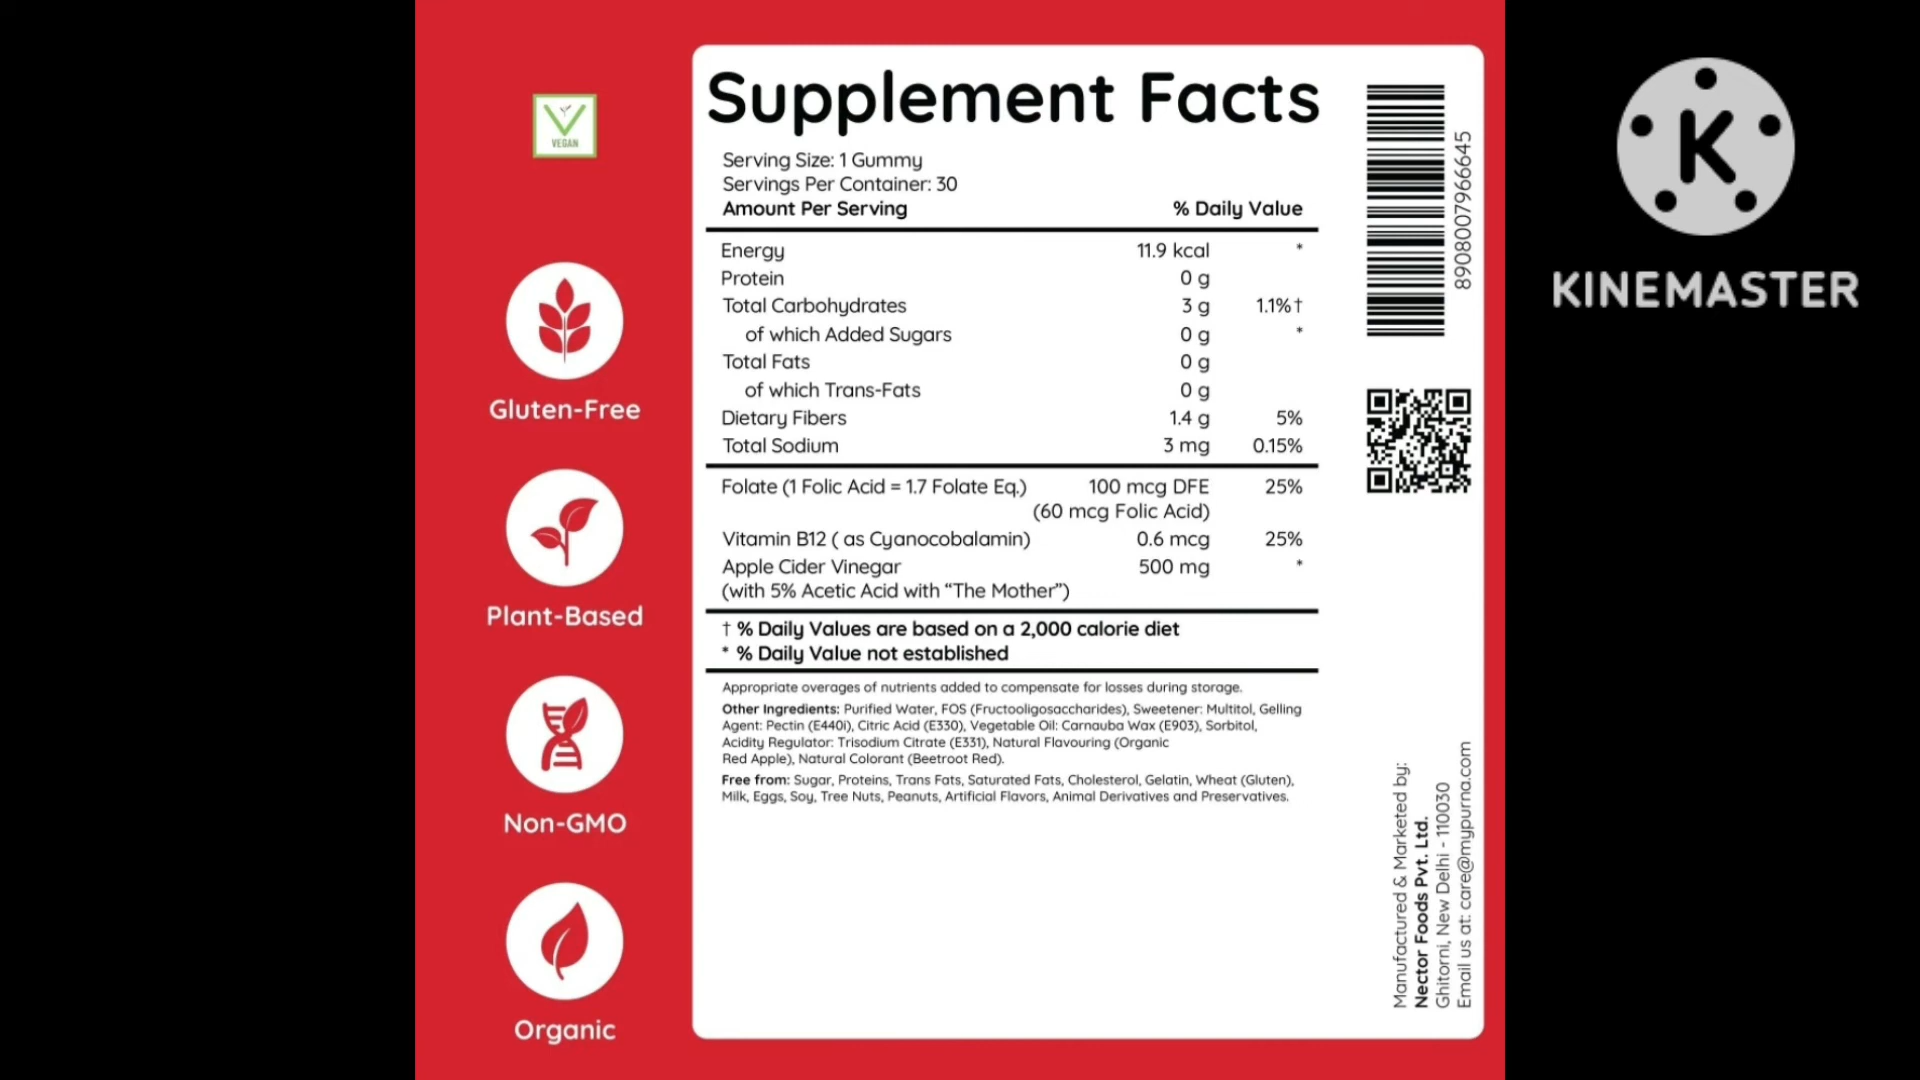 VEGAN
Gluten-Free
Plant-Based
Non-GMO
Organic
Supplement Facts
Serving Size: 1 Gummy
Servings Per Container: 30
Amount Per Serving % Daily Value
Energy 11.9 kcal *
Protein 0 g
Total Carbohydrates 3 g 1.1%†
of which Added Sugars 0 g *
Total Fats 0 g
of which Trans-Fats 0 g
Dietary Fibers 1.4 g 5%
Total Sodium 3 mg 0.15%
Folate (1 Folic Acid = 1.7 Folate Eq.) 100 mcg DFE 25%
(60 mcg Folic Acid)
Vitamin B12 ( as Cyanocobalamin) 0.6 mcg 25%
Apple Cider Vinegar 500 mg *
(with 5% Acetic Acid with “The Mother”)
† % Daily Values are based on a 2,000 calorie diet
* % Daily Value not established
Appropriate overages of nutrients added to compensate for losses during storage.
Other Ingredients: Purified Water, FOS (Fructooligosaccharides), Sweetener: Multitol, Gelling
Agent: Pectin (E440i), Citric Acid (E330), Vegetable Oil: Carnauba Wax (E903), Sorbitol,
Acidity Regulator: Trisodium Citrate (E331), Natural Flavouring (Organic
Red Apple), Natural Colorant (Beetroot Red).
Free from: Sugar, Proteins, Trans Fats, Saturated Fats, Cholesterol, Gelatin, Wheat (Gluten),
Milk, Eggs, Soy, Tree Nuts, Peanuts, Artificial Flavors, Animal Derivatives and Preservatives.
8908007966645
Manufactured & Marketed by:
Nector Foods Pvt. Ltd.
Ghitorni, New Delhi - 110030
Email us at: care@mypurna.com
K
KINEMASTER